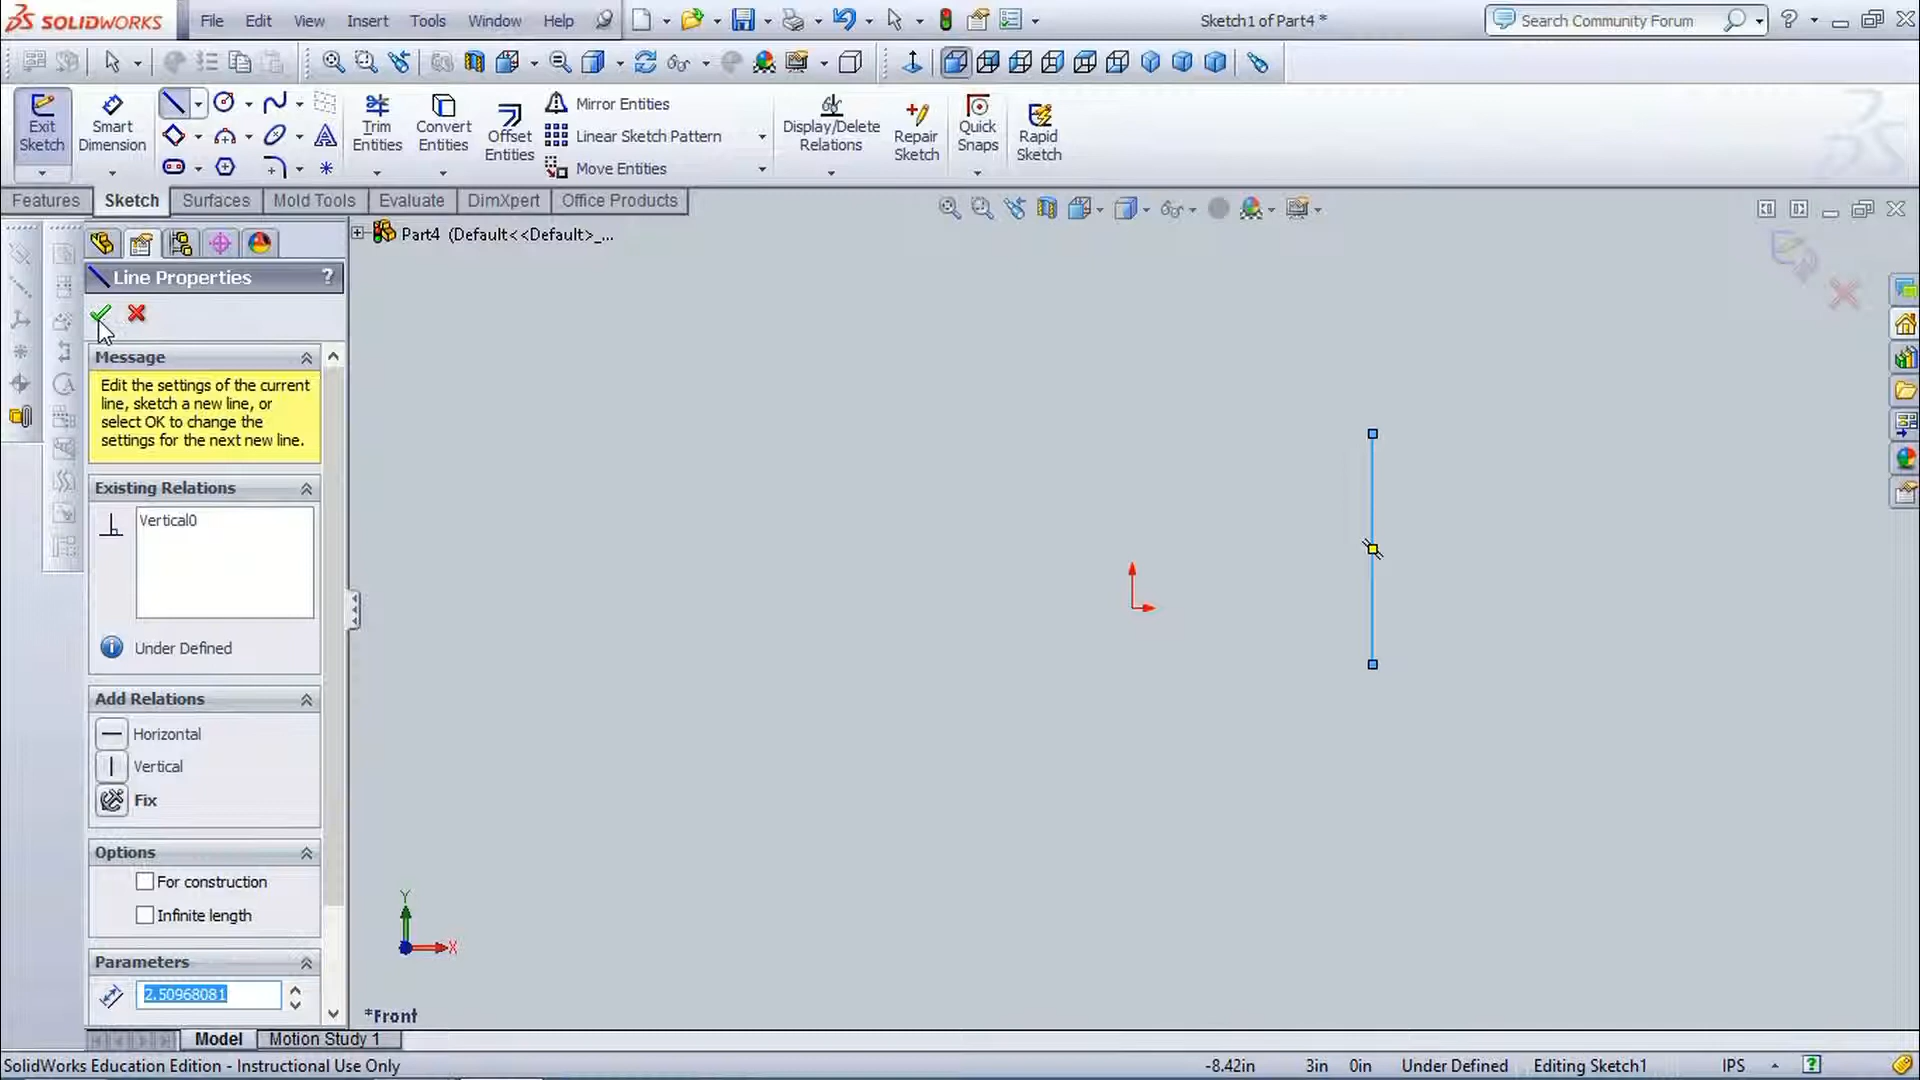 SOLIDWORKS File Edit View Insert Tools Window Help Sketch1 of Part4 * Search Community Forum
Exit Sketch
Smart Dimension
Trim Entities
Convert Entities
Offset Entities
Mirror Entities
Linear Sketch Pattern
Move Entities
Display/Delete Relations
Repair Sketch
Quick Snaps
Rapid Sketch
Features Sketch Surfaces Mold Tools Evaluate DimXpert Office Products
Part4 (Default<<Default>_...
Line Properties ?
Message
Edit the settings of the current
line, sketch a new line, or
select OK to change the
settings for the next new line.
Existing Relations
Vertical0
Under Defined
Add Relations
Horizontal
Vertical
Fix
Options
For construction
Infinite length
Parameters
2.50968081
Y
X
*Front
Model Motion Study 1
SolidWorks Education Edition - Instructional Use Only -8.42in 3in 0in Under Defined Editing Sketch1 IPS